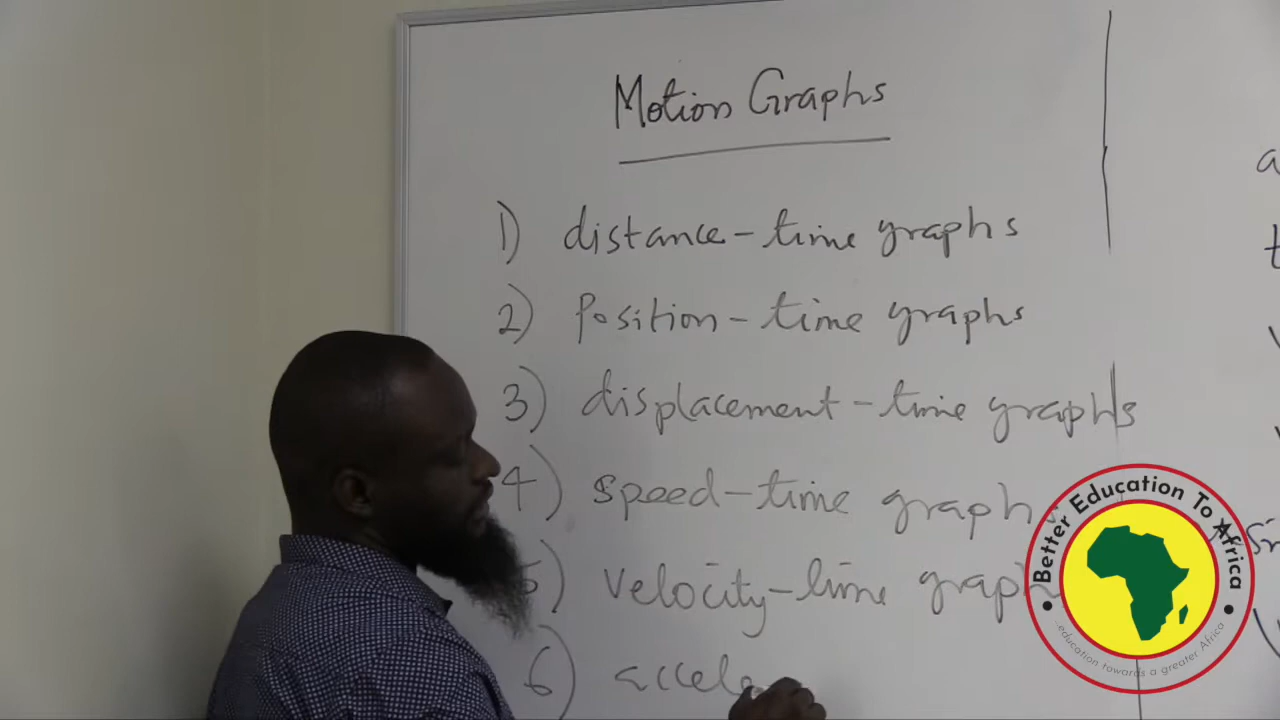 Motion Graphs
1) distance-time graphs
2) Position-time graphs
3) displacement-time graphs
4) speed-time graph
5) velocity-time graph
6) accele
Better Education To Africa
..education towards a greater Africa